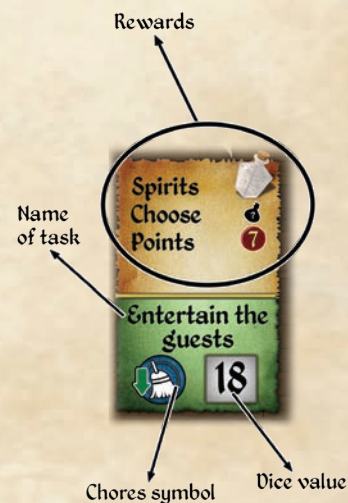 Rewards
Spirits
Choose
Points 7
Name
of task
Entertain the
guests
18
Chores symbol
Dice value